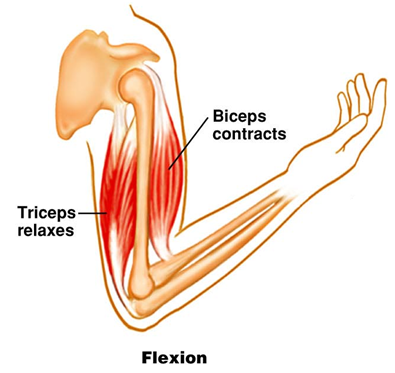 Biceps
contracts
Triceps
relaxes
Flexion